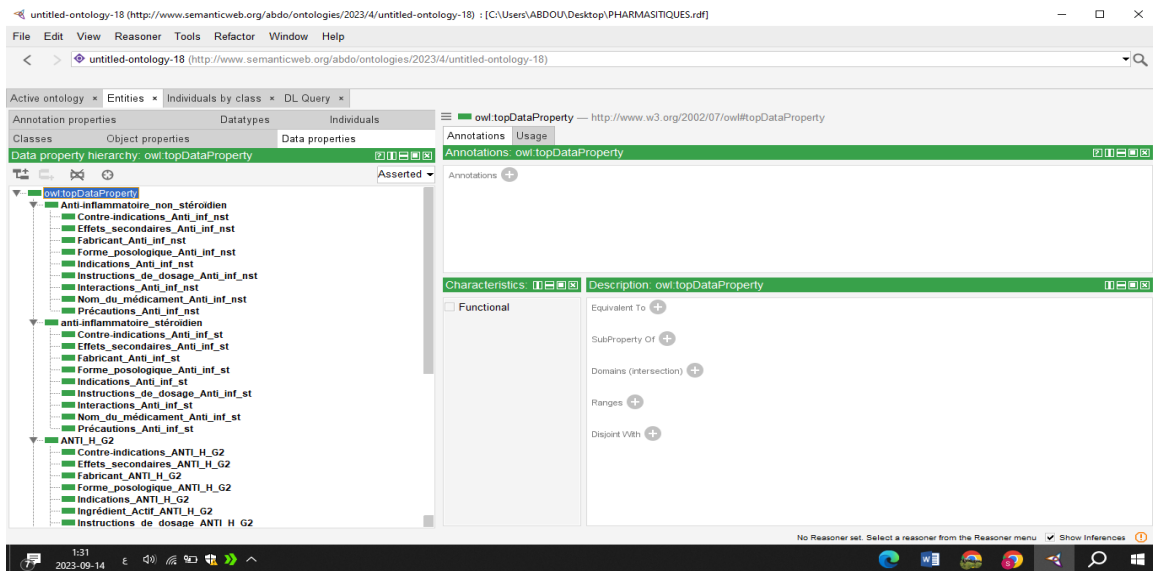 untitled-ontology-18 (http://www.semanticweb.org/abdo/ontologies/2023/4/untitled-ontology-18) : [C:\Users\ABDOU\Desktop\PHARMASITIQUES.rdf]
File Edit View Reasoner Tools Refactor Window Help
< > untitled-ontology-18 (http://www.semanticweb.org/abdo/ontologies/2023/4/untitled-ontology-18)
Active ontology × Entities × Individuals by class × DL Query ×
Annotation properties Datatypes Individuals
Classes Object properties Data properties
Data property hierarchy: owl:topDataProperty
Asserted
owl:topDataProperty
Anti-inflammatoire_non_stéroïdien
Contre-indications_Anti_inf_nst
Effets_secondaires_Anti_inf_nst
Fabricant_Anti_inf_nst
Forme_posologique_Anti_inf_nst
Indications_Anti_inf_nst
Instructions_de_dosage_Anti_inf_nst
Interactions_Anti_inf_nst
Nom_du_médicament_Anti_inf_nst
Précautions_Anti_inf_nst
anti-inflammatoire_stéroïdien
Contre-indications_Anti_inf_st
Effets_secondaires_Anti_inf_st
Fabricant_Anti_inf_st
Forme_posologique_Anti_inf_st
Indications_Anti_inf_st
Instructions_de_dosage_Anti_inf_st
Interactions_Anti_inf_st
Nom_du_médicament_Anti_inf_st
Précautions_Anti_inf_st
ANTI_H_G2
Contre-indications_ANTI_H_G2
Effets_secondaires_ANTI_H_G2
Fabricant_ANTI_H_G2
Forme_posologique_ANTI_H_G2
Indications_ANTI_H_G2
Ingrédient_Actif_ANTI_H_G2
Instructions_de_dosage_ANTI_H_G2
owl:topDataProperty — http://www.w3.org/2002/07/owl#topDataProperty
Annotations Usage
Annotations: owl:topDataProperty
Annotations
Characteristics:
Functional
Description: owl:topDataProperty
Equivalent To
SubProperty Of
Domains (intersection)
Ranges
Disjoint With
No Reasoner set. Select a reasoner from the Reasoner menu Show Inferences
1:31
2023-09-14
ع